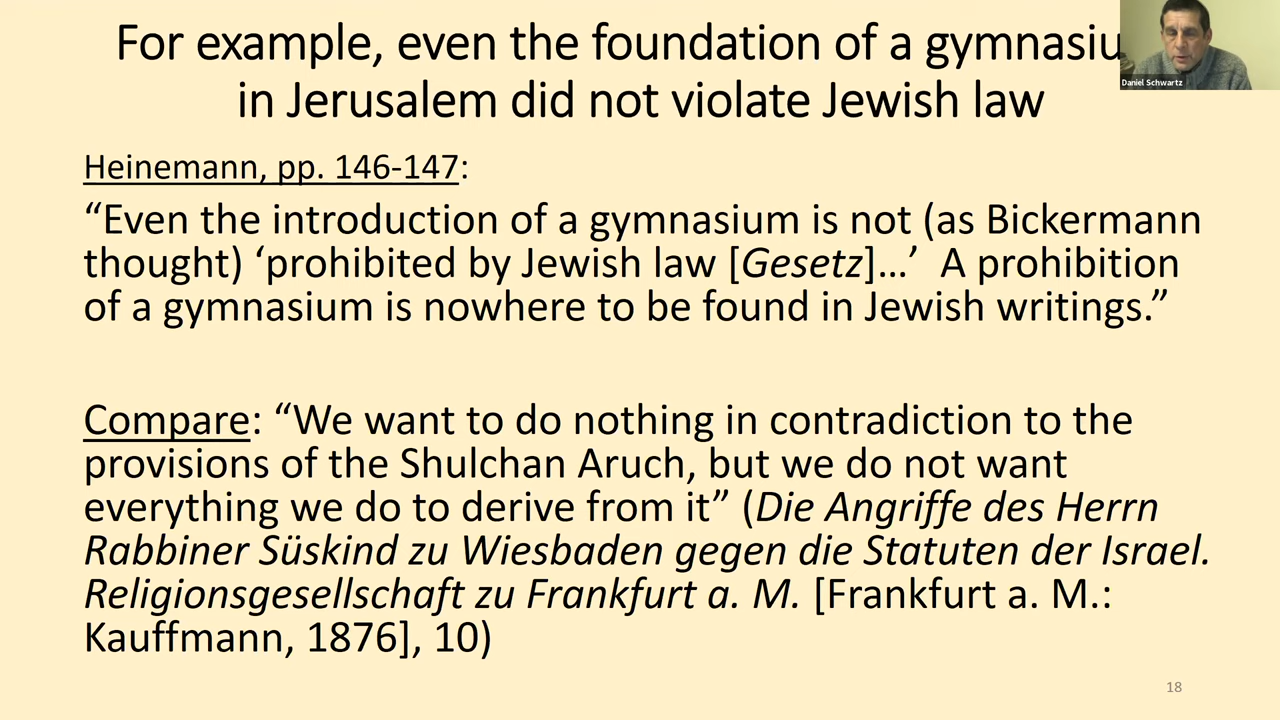 For example, even the foundation of a gymnasiu
in Jerusalem did not violate Jewish law
Daniel Schwartz
Heinemann, pp. 146-147:
“Even the introduction of a gymnasium is not (as Bickermann
thought) ‘prohibited by Jewish law [Gesetz]…’ A prohibition
of a gymnasium is nowhere to be found in Jewish writings.”
Compare: “We want to do nothing in contradiction to the
provisions of the Shulchan Aruch, but we do not want
everything we do to derive from it” (Die Angriffe des Herrn
Rabbiner Süskind zu Wiesbaden gegen die Statuten der Israel.
Religionsgesellschaft zu Frankfurt a. M. [Frankfurt a. M.:
Kauffmann, 1876], 10)
18